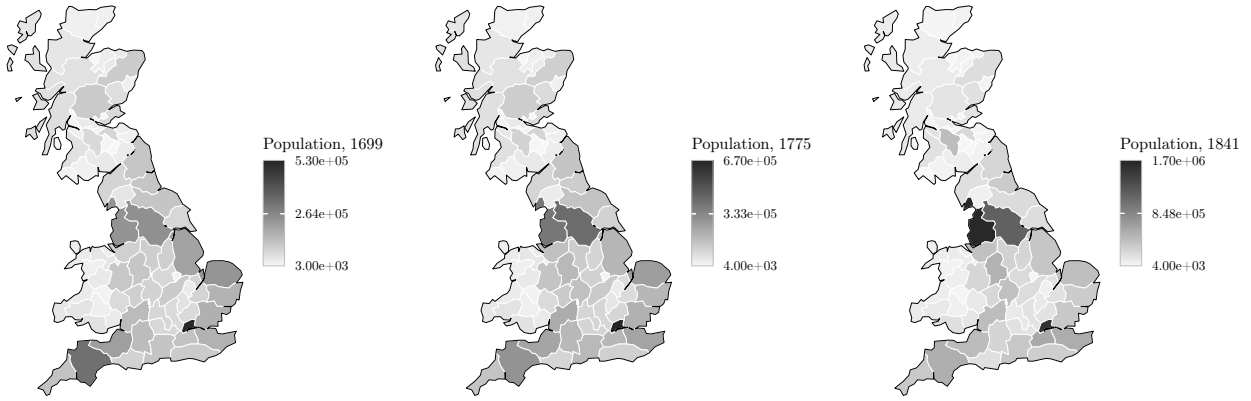 Population, 1699
5.30e+05
2.64e+05
3.00e+03
Population, 1775
6.70e+05
3.33e+05
4.00e+03
Population, 1841
1.70e+06
8.48e+05
4.00e+03